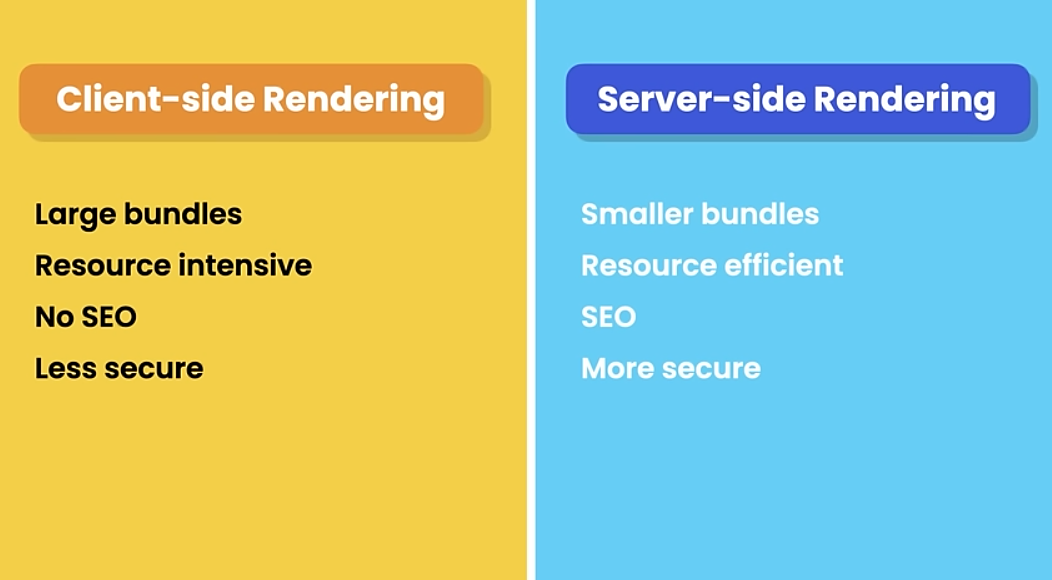 Client-side Rendering
Large bundles
Resource intensive
No SEO
Less secure
Server-side Rendering
Smaller bundles
Resource efficient
SEO
More secure